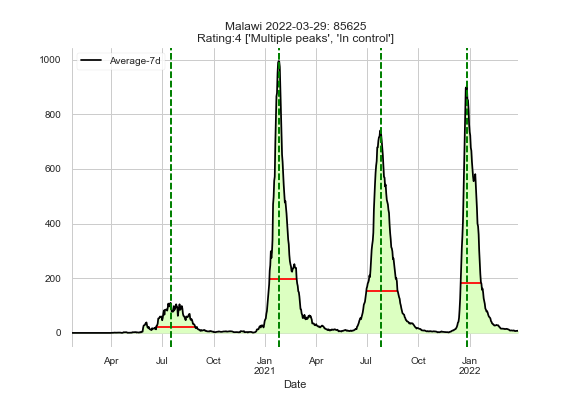 Malawi 2022-03-29: 85625
Rating:4 ['Multiple peaks', 'In control']
Average-7d
1000
800
600
400
200
0
Apr Jul Oct Jan Apr Jul Oct Jan
2021 2022
Date